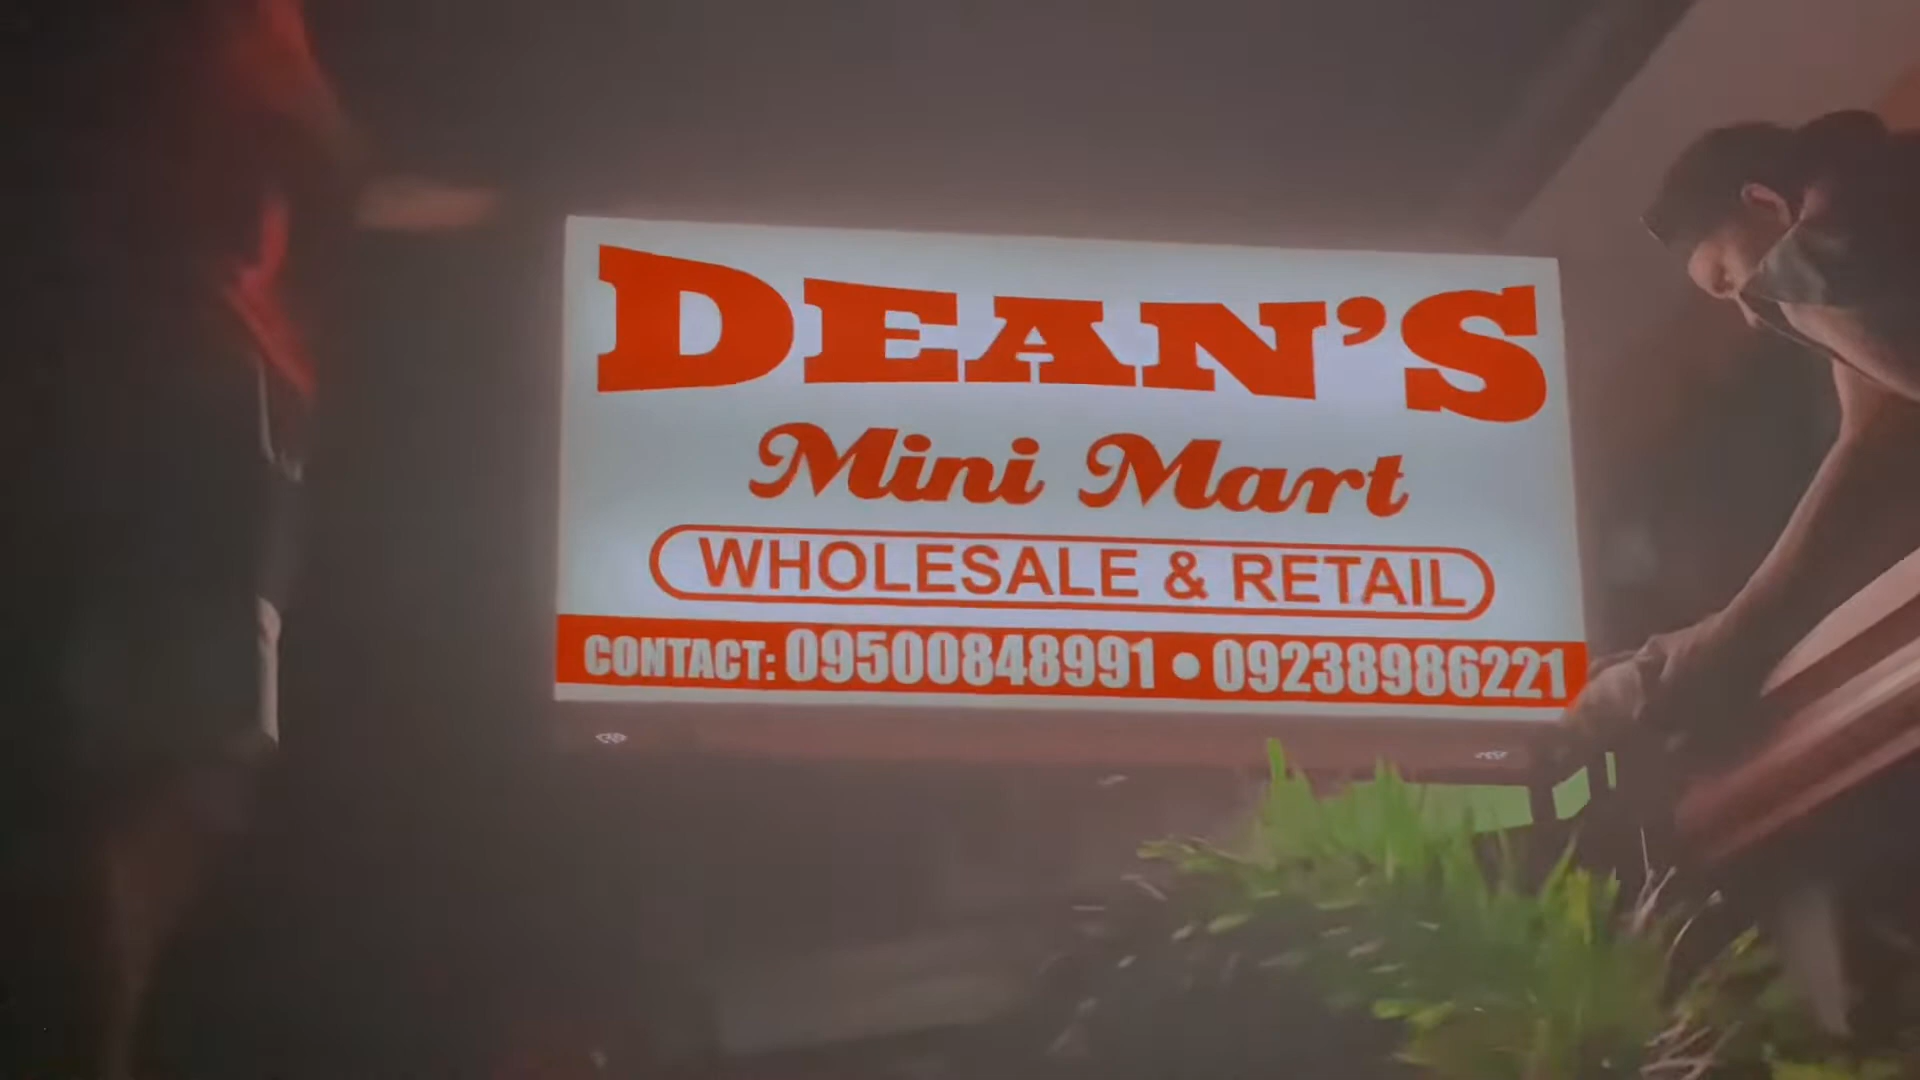 DEAN'S
Mini Mart
WHOLESALE & RETAIL
CONTACT: 09500848991 • 09238986221